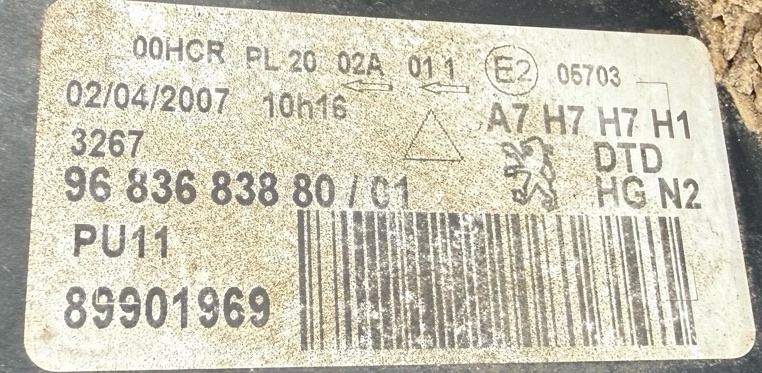 00HCR PL 20 02A 01 1 E2 05703
02/04/2007 10h16 A7 H7 H7 H1
3267 DTD
96 836 838 80 / 01 HG N2
PU11
89901969